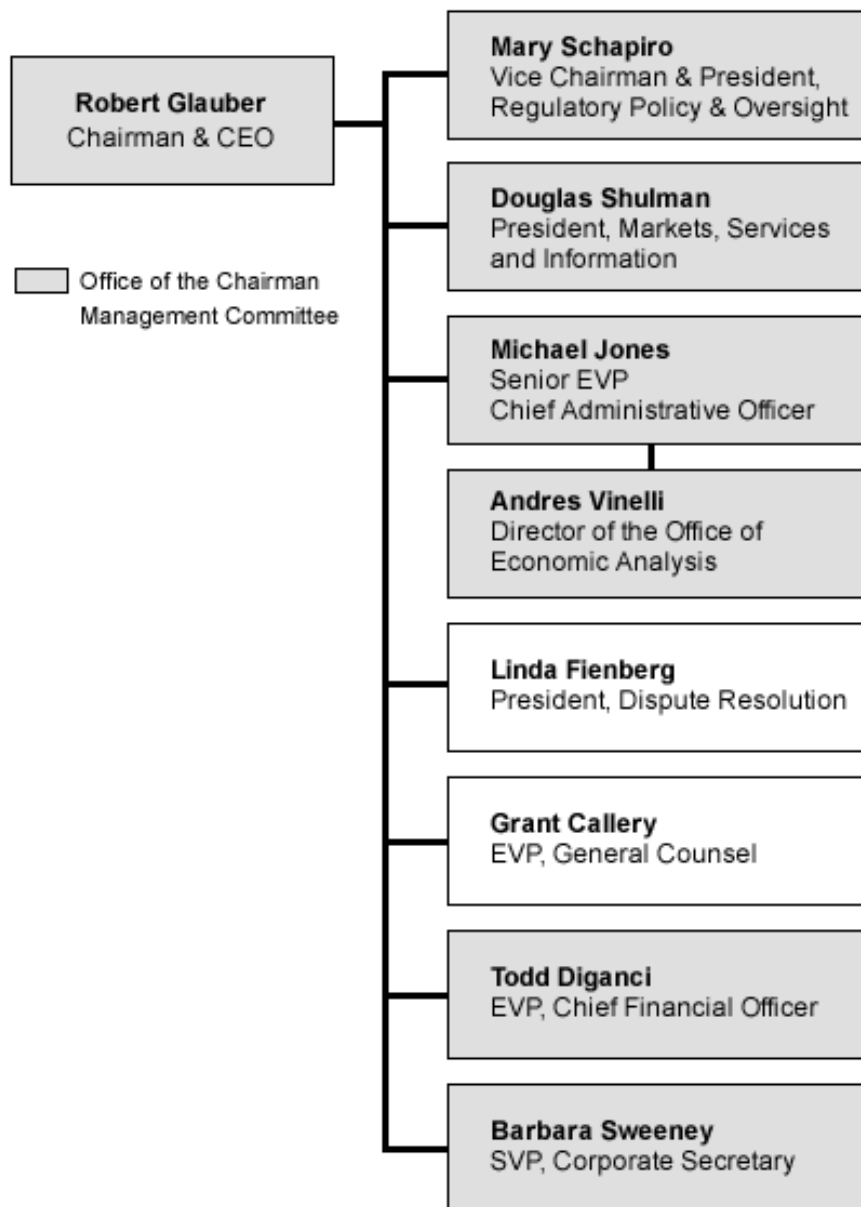 Robert Glauber
Chairman & CEO
Office of the Chairman
Management Committee
Mary Schapiro
Vice Chairman & President,
Regulatory Policy & Oversight
Douglas Shulman
President, Markets, Services
and Information
Michael Jones
Senior EVP
Chief Administrative Officer
Andres Vinelli
Director of the Office of
Economic Analysis
Linda Fienberg
President, Dispute Resolution
Grant Callery
EVP, General Counsel
Todd Diganci
EVP, Chief Financial Officer
Barbara Sweeney
SVP, Corporate Secretary